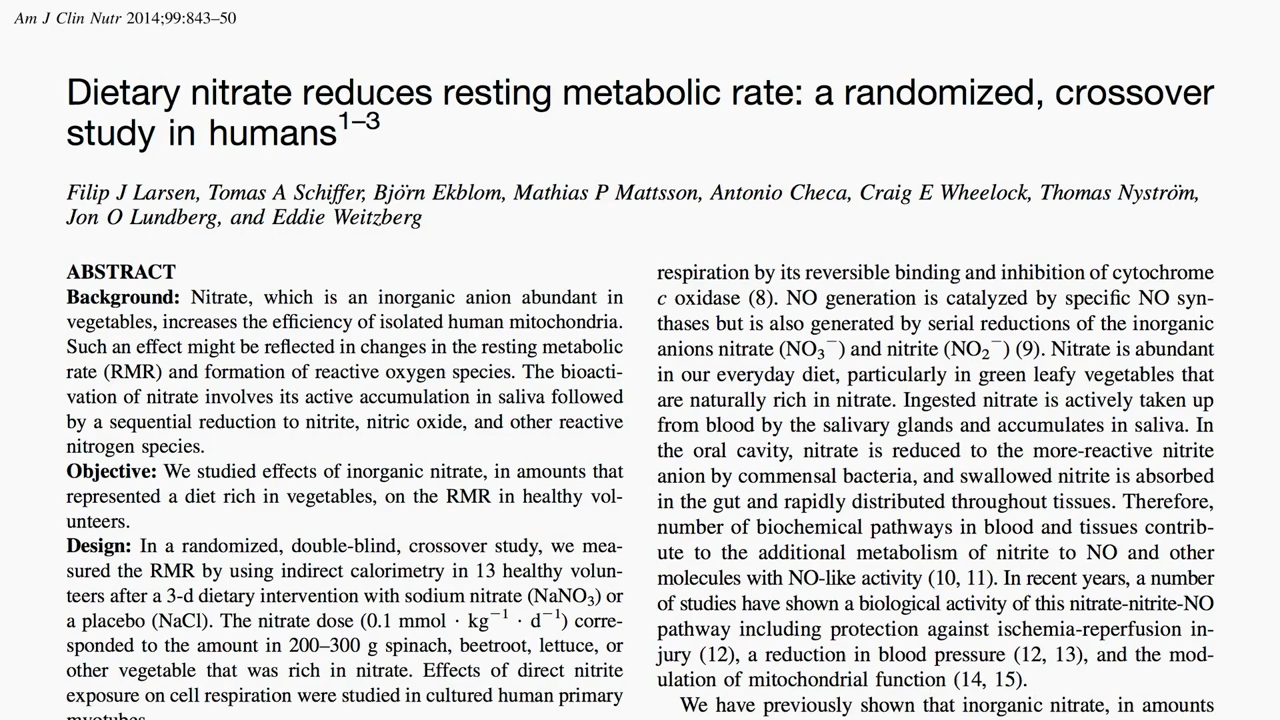 Am J Clin Nutr 2014;99:843–50
Dietary nitrate reduces resting metabolic rate: a randomized, crossover
study in humans1–3
Filip J Larsen, Tomas A Schiffer, Björn Ekblom, Mathias P Mattsson, Antonio Checa, Craig E Wheelock, Thomas Nyström,
Jon O Lundberg, and Eddie Weitzberg
ABSTRACT
Background: Nitrate, which is an inorganic anion abundant in
vegetables, increases the efficiency of isolated human mitochondria.
Such an effect might be reflected in changes in the resting metabolic
rate (RMR) and formation of reactive oxygen species. The bioacti-
vation of nitrate involves its active accumulation in saliva followed
by a sequential reduction to nitrite, nitric oxide, and other reactive
nitrogen species.
Objective: We studied effects of inorganic nitrate, in amounts that
represented a diet rich in vegetables, on the RMR in healthy vol-
unteers.
Design: In a randomized, double-blind, crossover study, we mea-
sured the RMR by using indirect calorimetry in 13 healthy volun-
teers after a 3-d dietary intervention with sodium nitrate (NaNO3) or
a placebo (NaCl). The nitrate dose (0.1 mmol · kg−1 · d−1) corre-
sponded to the amount in 200–300 g spinach, beetroot, lettuce, or
other vegetable that was rich in nitrate. Effects of direct nitrite
exposure on cell respiration were studied in cultured human primary
myotubes.
respiration by its reversible binding and inhibition of cytochrome
c oxidase (8). NO generation is catalyzed by specific NO syn-
thases but is also generated by serial reductions of the inorganic
anions nitrate (NO3−) and nitrite (NO2−) (9). Nitrate is abundant
in our everyday diet, particularly in green leafy vegetables that
are naturally rich in nitrate. Ingested nitrate is actively taken up
from blood by the salivary glands and accumulates in saliva. In
the oral cavity, nitrate is reduced to the more-reactive nitrite
anion by commensal bacteria, and swallowed nitrite is absorbed
in the gut and rapidly distributed throughout tissues. Therefore,
number of biochemical pathways in blood and tissues contrib-
ute to the additional metabolism of nitrite to NO and other
molecules with NO-like activity (10, 11). In recent years, a number
of studies have shown a biological activity of this nitrate-nitrite-NO
pathway including protection against ischemia-reperfusion in-
jury (12), a reduction in blood pressure (12, 13), and the mod-
ulation of mitochondrial function (14, 15).
We have previously shown that inorganic nitrate, in amounts